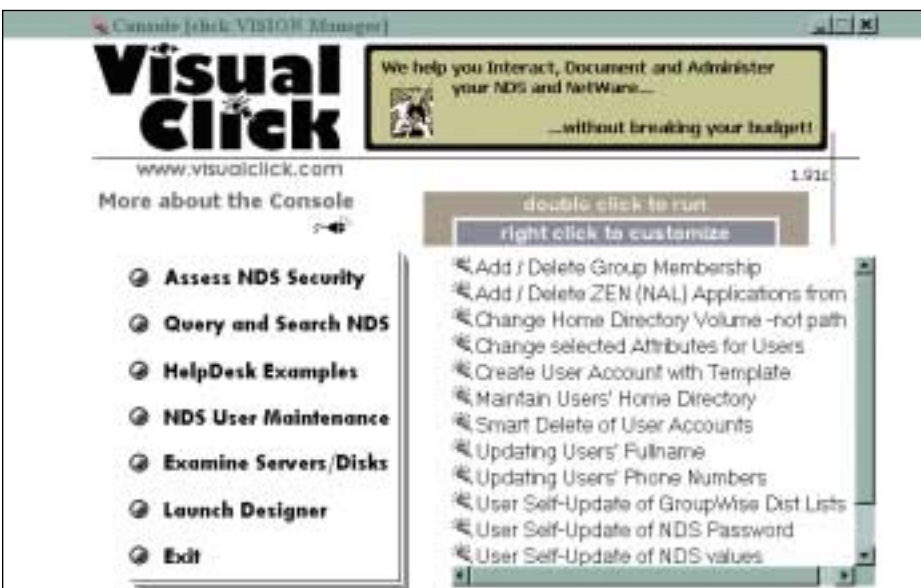 Console [click VISION Manager]
Visual
Click
We help you Interact, Document and Administer
your NDS and NetWare...
...without breaking your budget!
www.visualclick.com
1.91c
More about the Console
double click to run
right click to customize
Assess NDS Security
Query and Search NDS
HelpDesk Examples
NDS User Maintenance
Examine Servers/Disks
Launch Designer
Exit
Add / Delete Group Membership
Add / Delete ZEN (NAL) Applications from
Change Home Directory Volume -not path
Change selected Attributes for Users
Create User Account with Template
Maintain Users' Home Directory
Smart Delete of User Accounts
Updating Users' Fullname
Updating Users' Phone Numbers
User Self-Update of GroupWise Dist Lists
User Self-Update of NDS Password
User Self-Update of NDS values